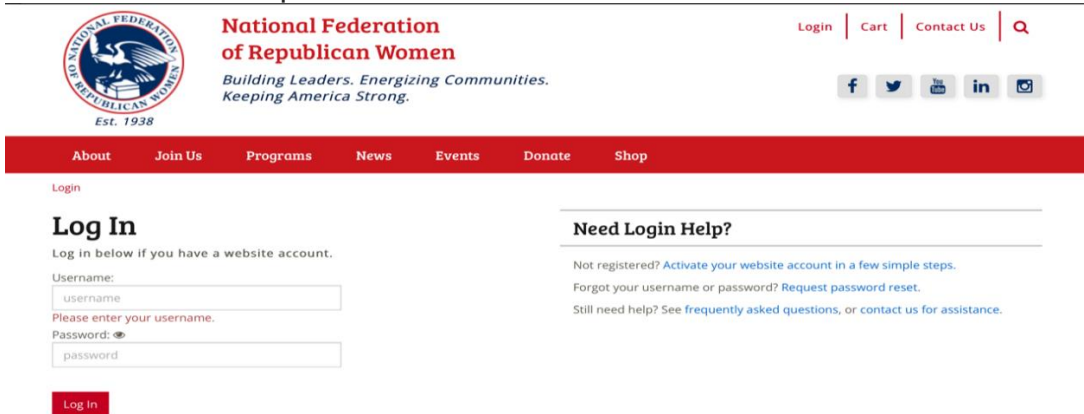 NATIONAL FEDERATION OF REPUBLICAN WOMEN
Est. 1938
National Federation
of Republican Women
Building Leaders. Energizing Communities.
Keeping America Strong.
Login Cart Contact Us
f You Tube in
About Join Us Programs News Events Donate Shop
Login
Log In
Log in below if you have a website account.
Username:
username
Please enter your username.
Password:
password
Log In
Need Login Help?
Not registered? Activate your website account in a few simple steps.
Forgot your username or password? Request password reset.
Still need help? See frequently asked questions, or contact us for assistance.